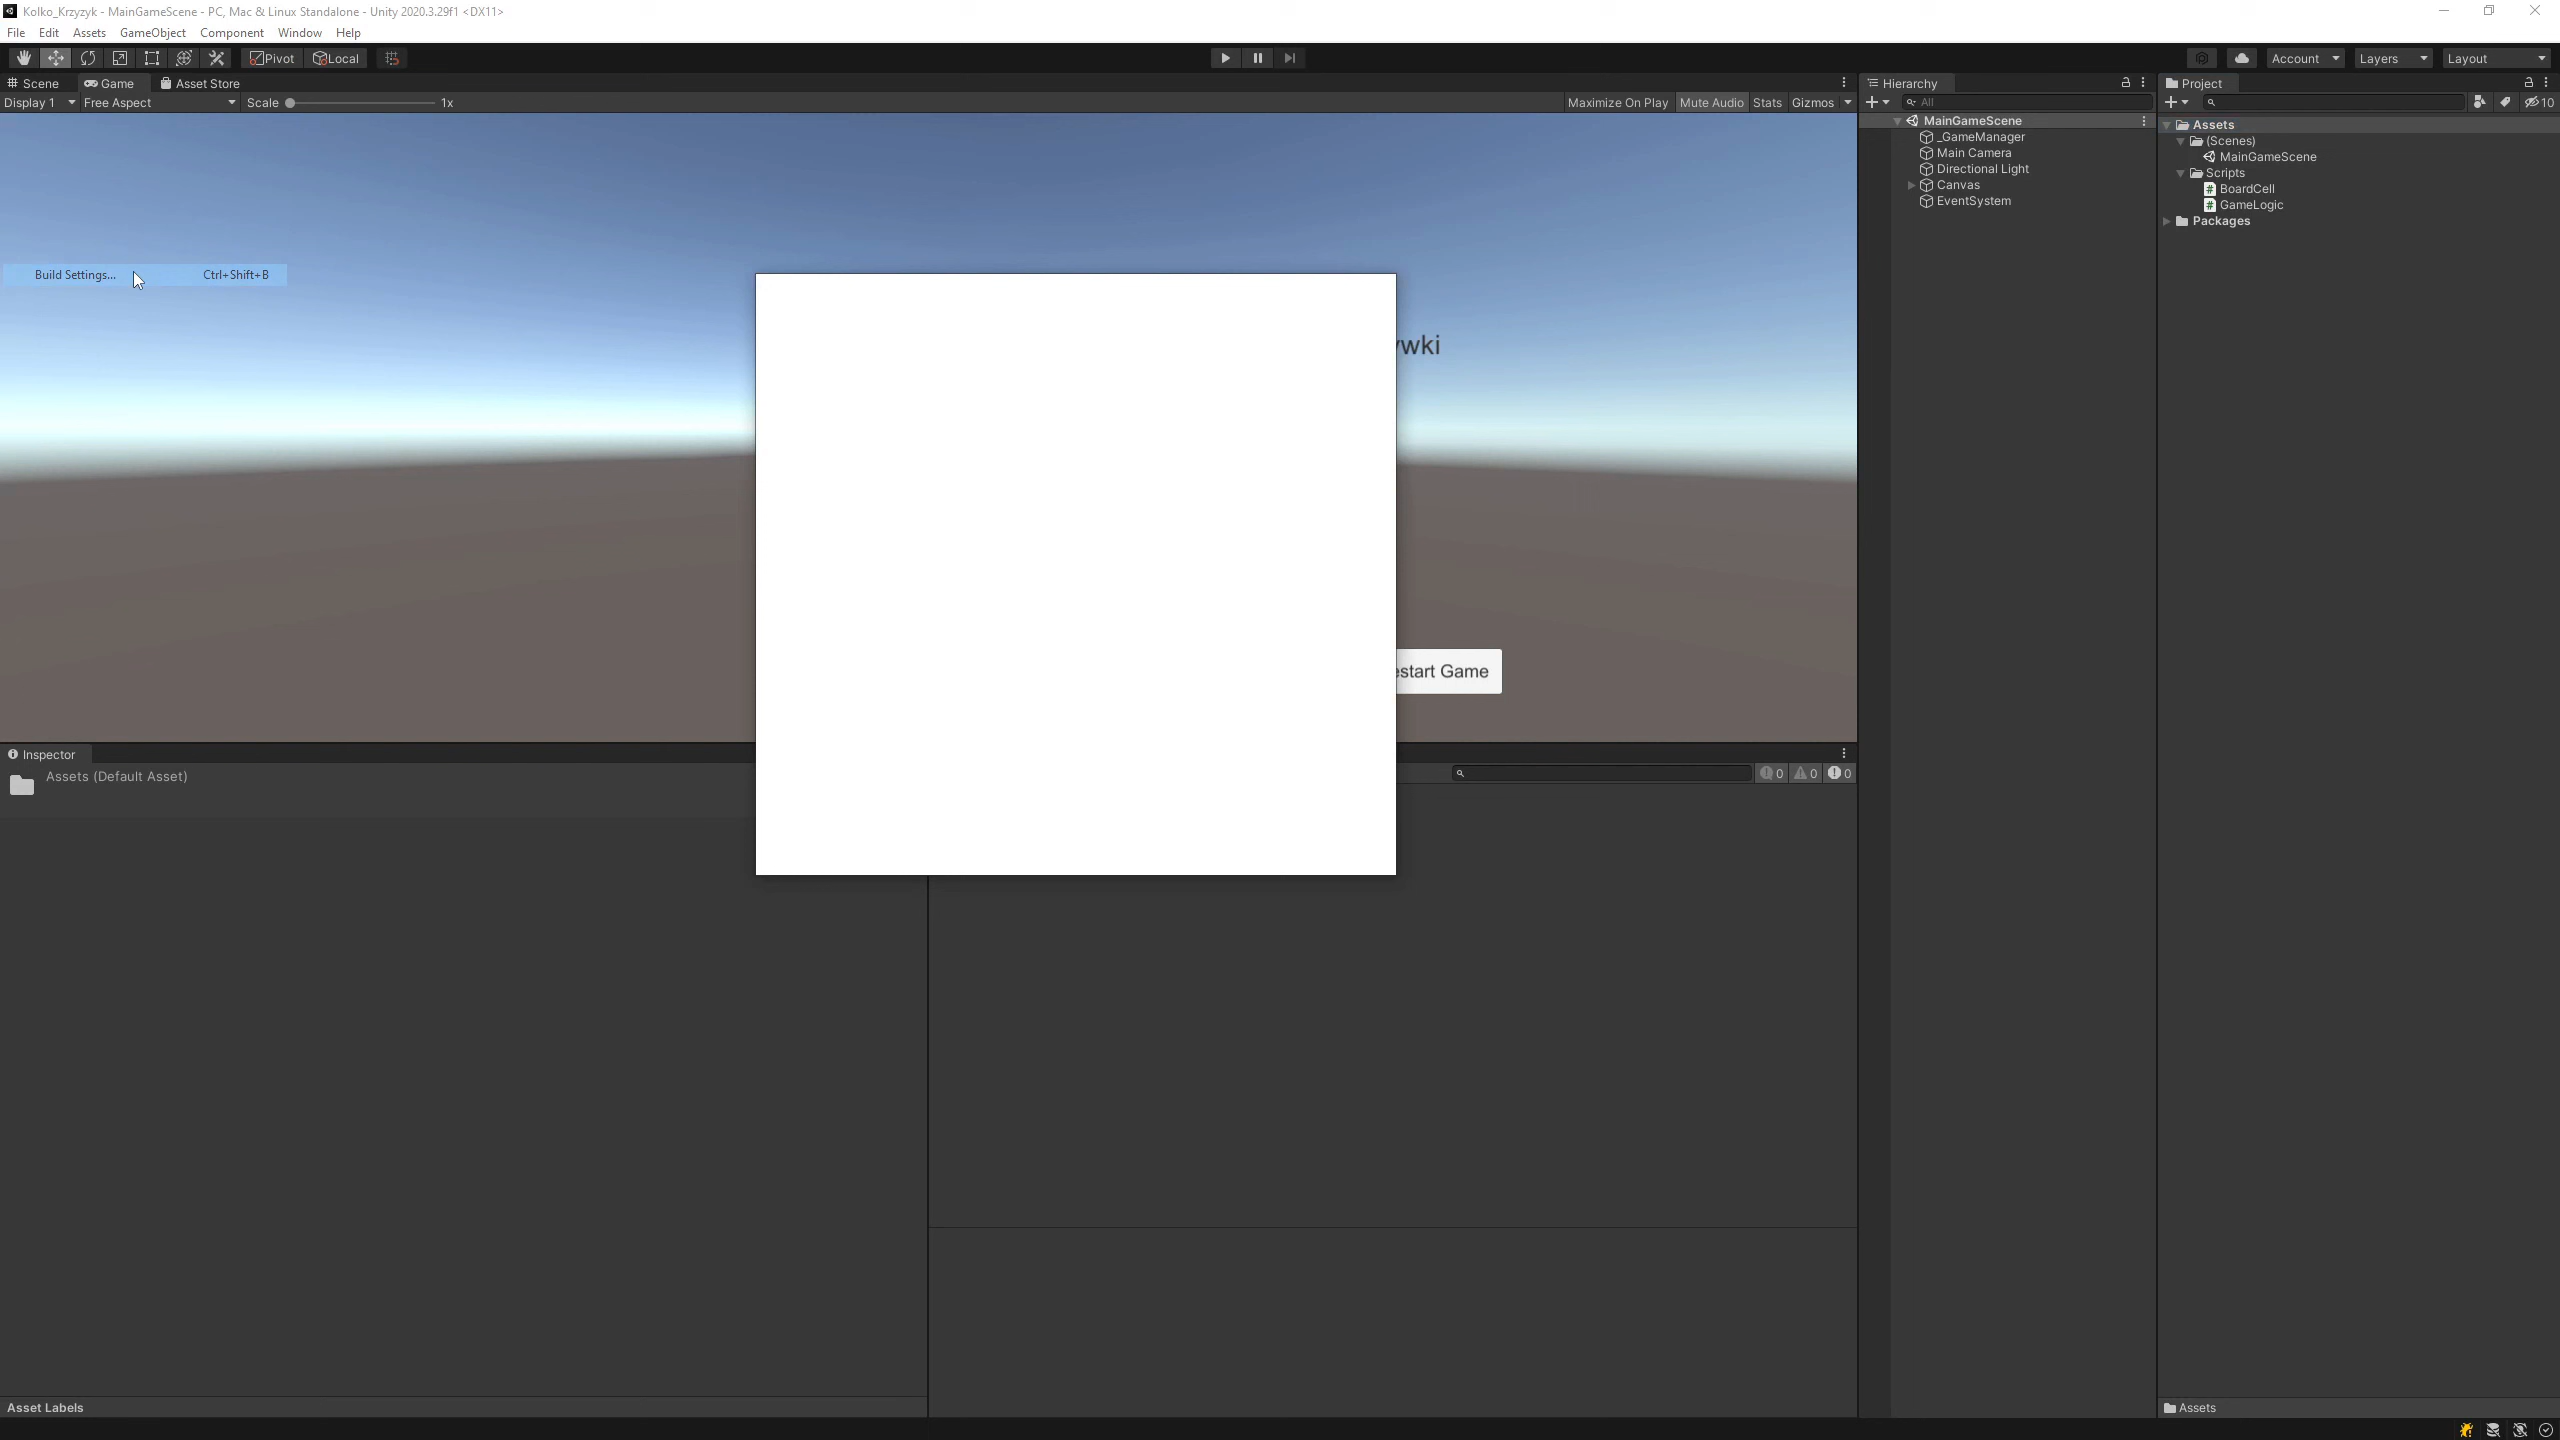 Kolko_Krzyzyk - MainGameScene - PC, Mac & Linux Standalone - Unity 2020.3.29f1 <DX11>
File Edit Assets GameObject Component Window Help
Pivot Local Account Layers Layout
Scene Game Asset Store Hierarchy Project
Display 1 Free Aspect Scale 1x Maximize On Play Mute Audio Stats Gizmos All 10
MainGameScene
_GameManager
Main Camera
Directional Light
Canvas
EventSystem
Assets
(Scenes)
MainGameScene
Scripts
BoardCell
GameLogic
Packages
Build Settings... Ctrl+Shift+B
wki
estart Game
Inspector
Assets (Default Asset)
0 0 0
Asset Labels
Assets